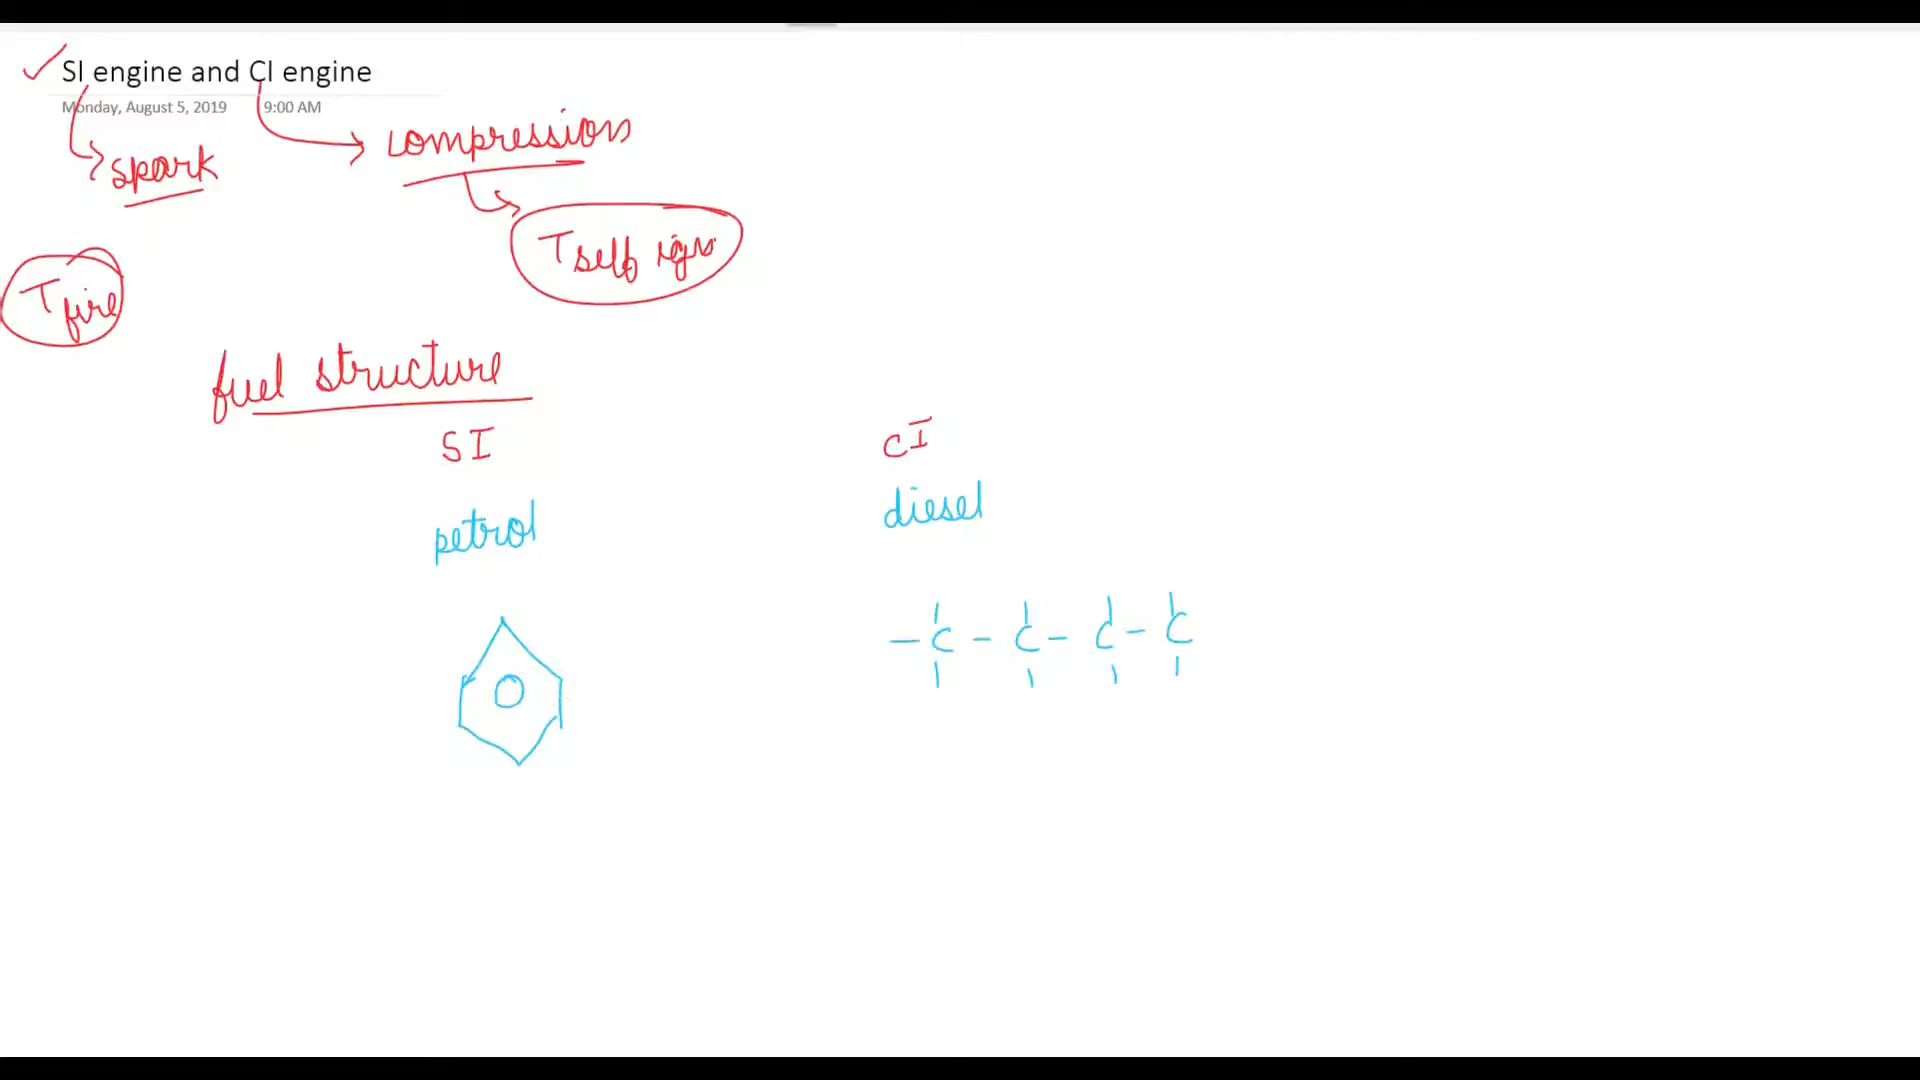 SI engine and CI engine
Monday, August 5, 2019 9:00 AM
spark
compression
T self ign
T fire
fuel structure
SI CI
petrol diesel
– C – C – C – C